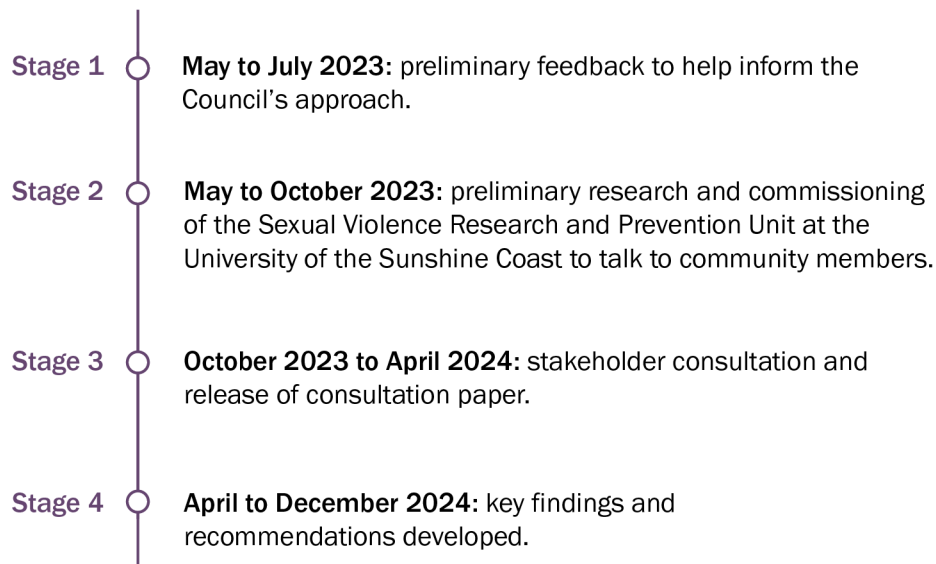 Stage 1
May to July 2023: preliminary feedback to help inform the
Council’s approach.
Stage 2
May to October 2023: preliminary research and commissioning
of the Sexual Violence Research and Prevention Unit at the
University of the Sunshine Coast to talk to community members.
Stage 3
October 2023 to April 2024: stakeholder consultation and
release of consultation paper.
Stage 4
April to December 2024: key findings and
recommendations developed.